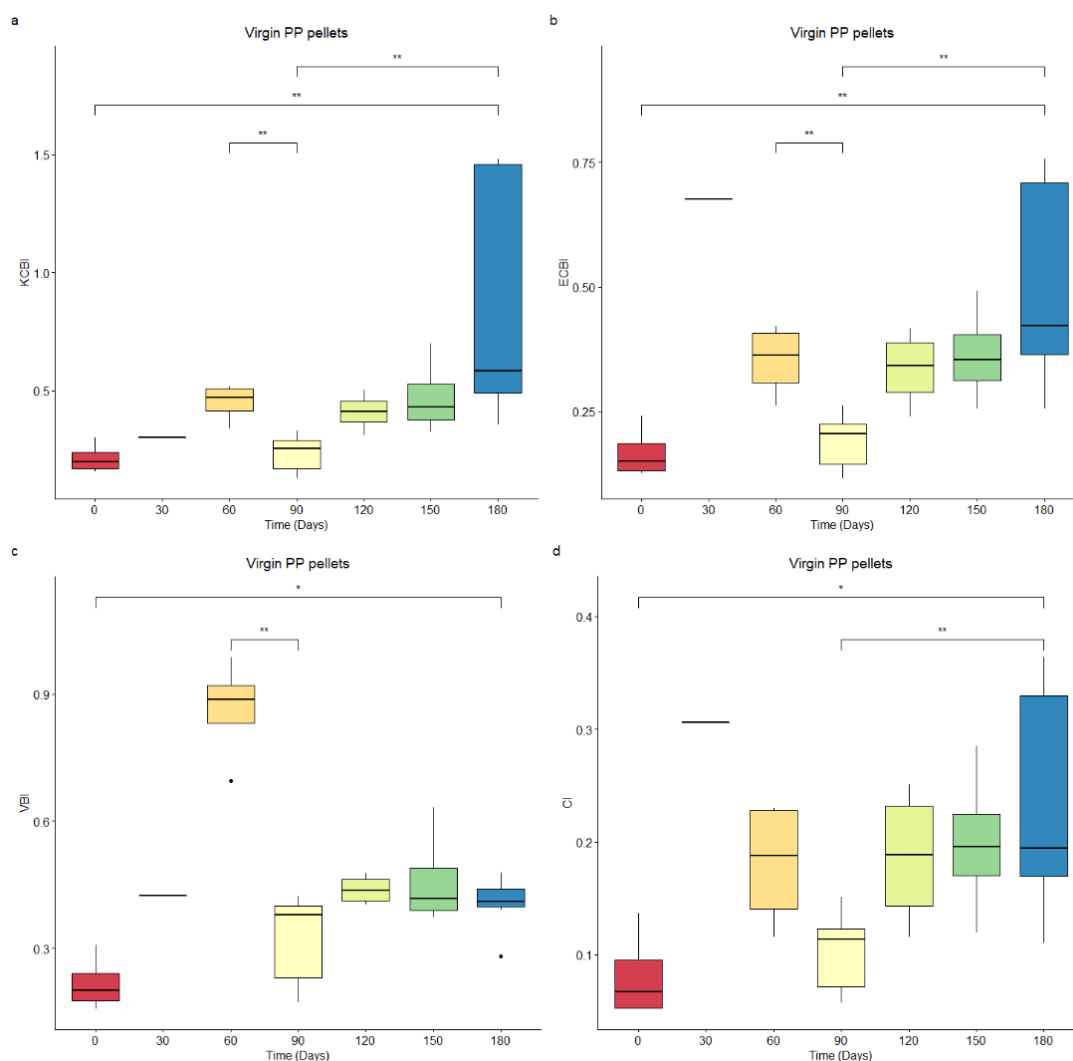 a
Virgin PP pellets
**
**
**
KCBI
1.5
1.0
0.5
0 30 60 90 120 150 180
Time (Days)
b
Virgin PP pellets
**
**
**
ECBI
0.75
0.50
0.25
0 30 60 90 120 150 180
Time (Days)
c
Virgin PP pellets
*
**
VBI
0.9
0.6
0.3
0 30 60 90 120 150 180
Time (Days)
d
Virgin PP pellets
*
**
CI
0.4
0.3
0.2
0.1
0 30 60 90 120 150 180
Time (Days)